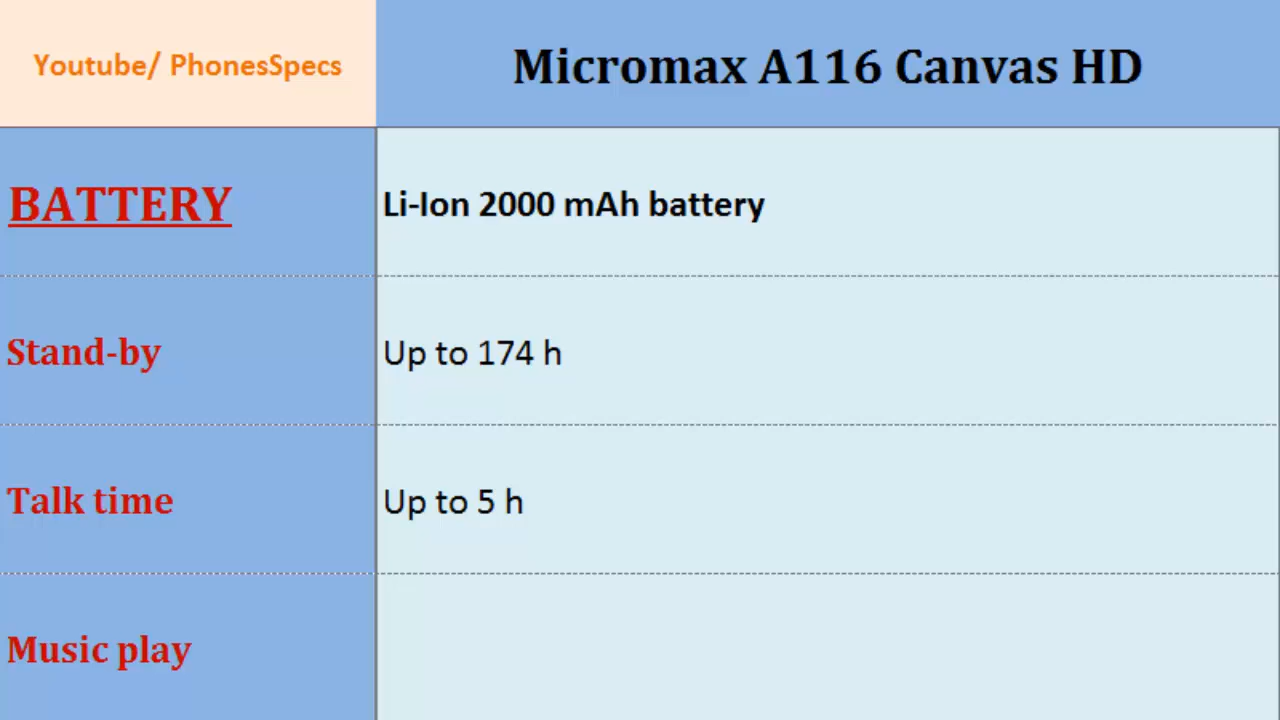 Youtube/ PhonesSpecs
Micromax A116 Canvas HD
BATTERY
Li-Ion 2000 mAh battery
Stand-by
Up to 174 h
Talk time
Up to 5 h
Music play